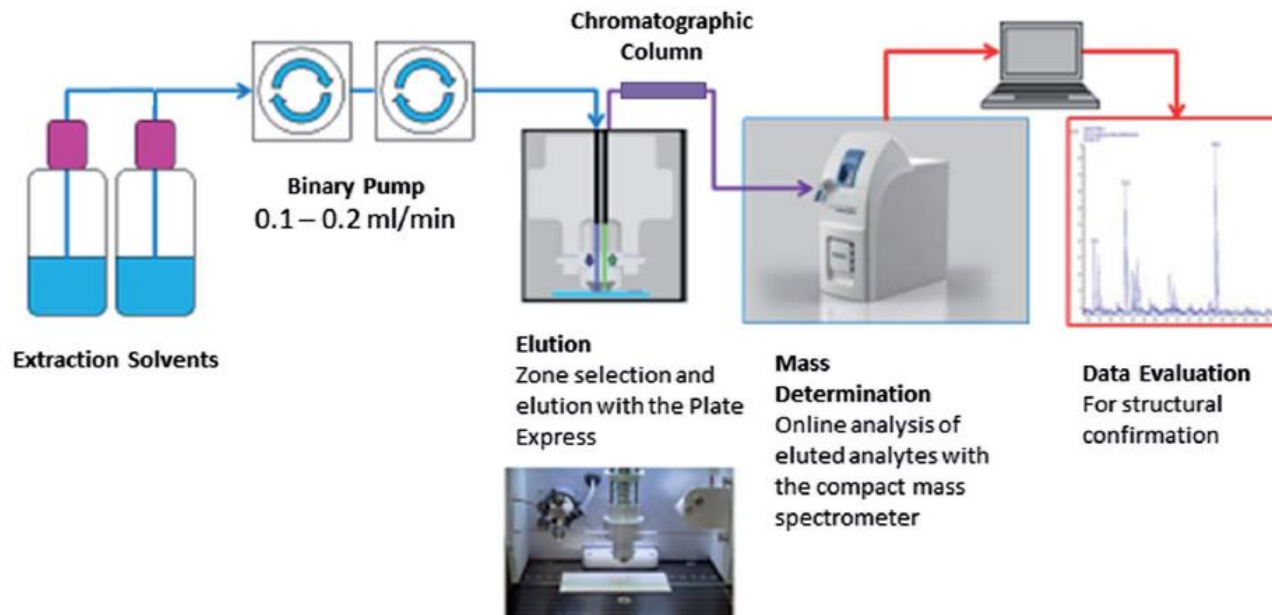 Chromatographic
Column
Binary Pump
0.1 – 0.2 ml/min
Extraction Solvents
Elution
Zone selection and
elution with the Plate
Express
Mass
Determination
Online analysis of
eluted analytes with
the compact mass
spectrometer
Data Evaluation
For structural
confirmation